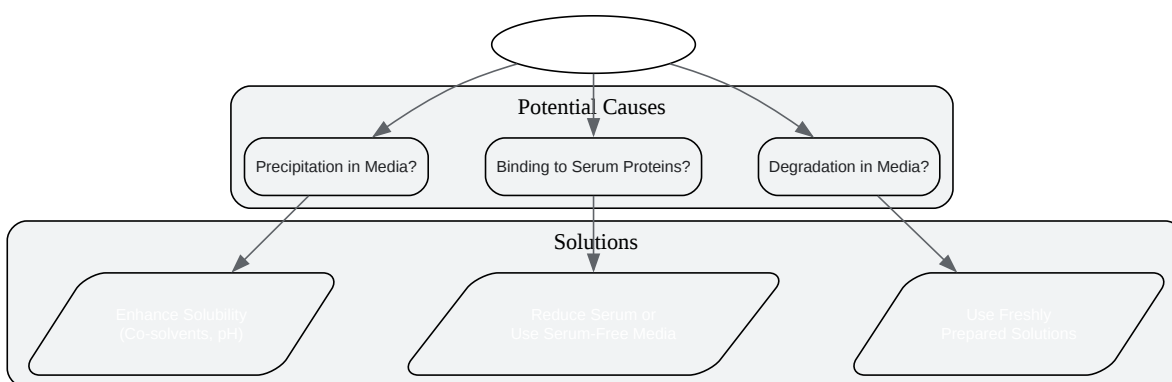 Potential Causes
Precipitation in Media?
Binding to Serum Proteins?
Degradation in Media?
Solutions
Enhance Solubility
(Co-solvents, pH)
Reduce Serum or
Use Serum-Free Media
Use Freshly
Prepared Solutions